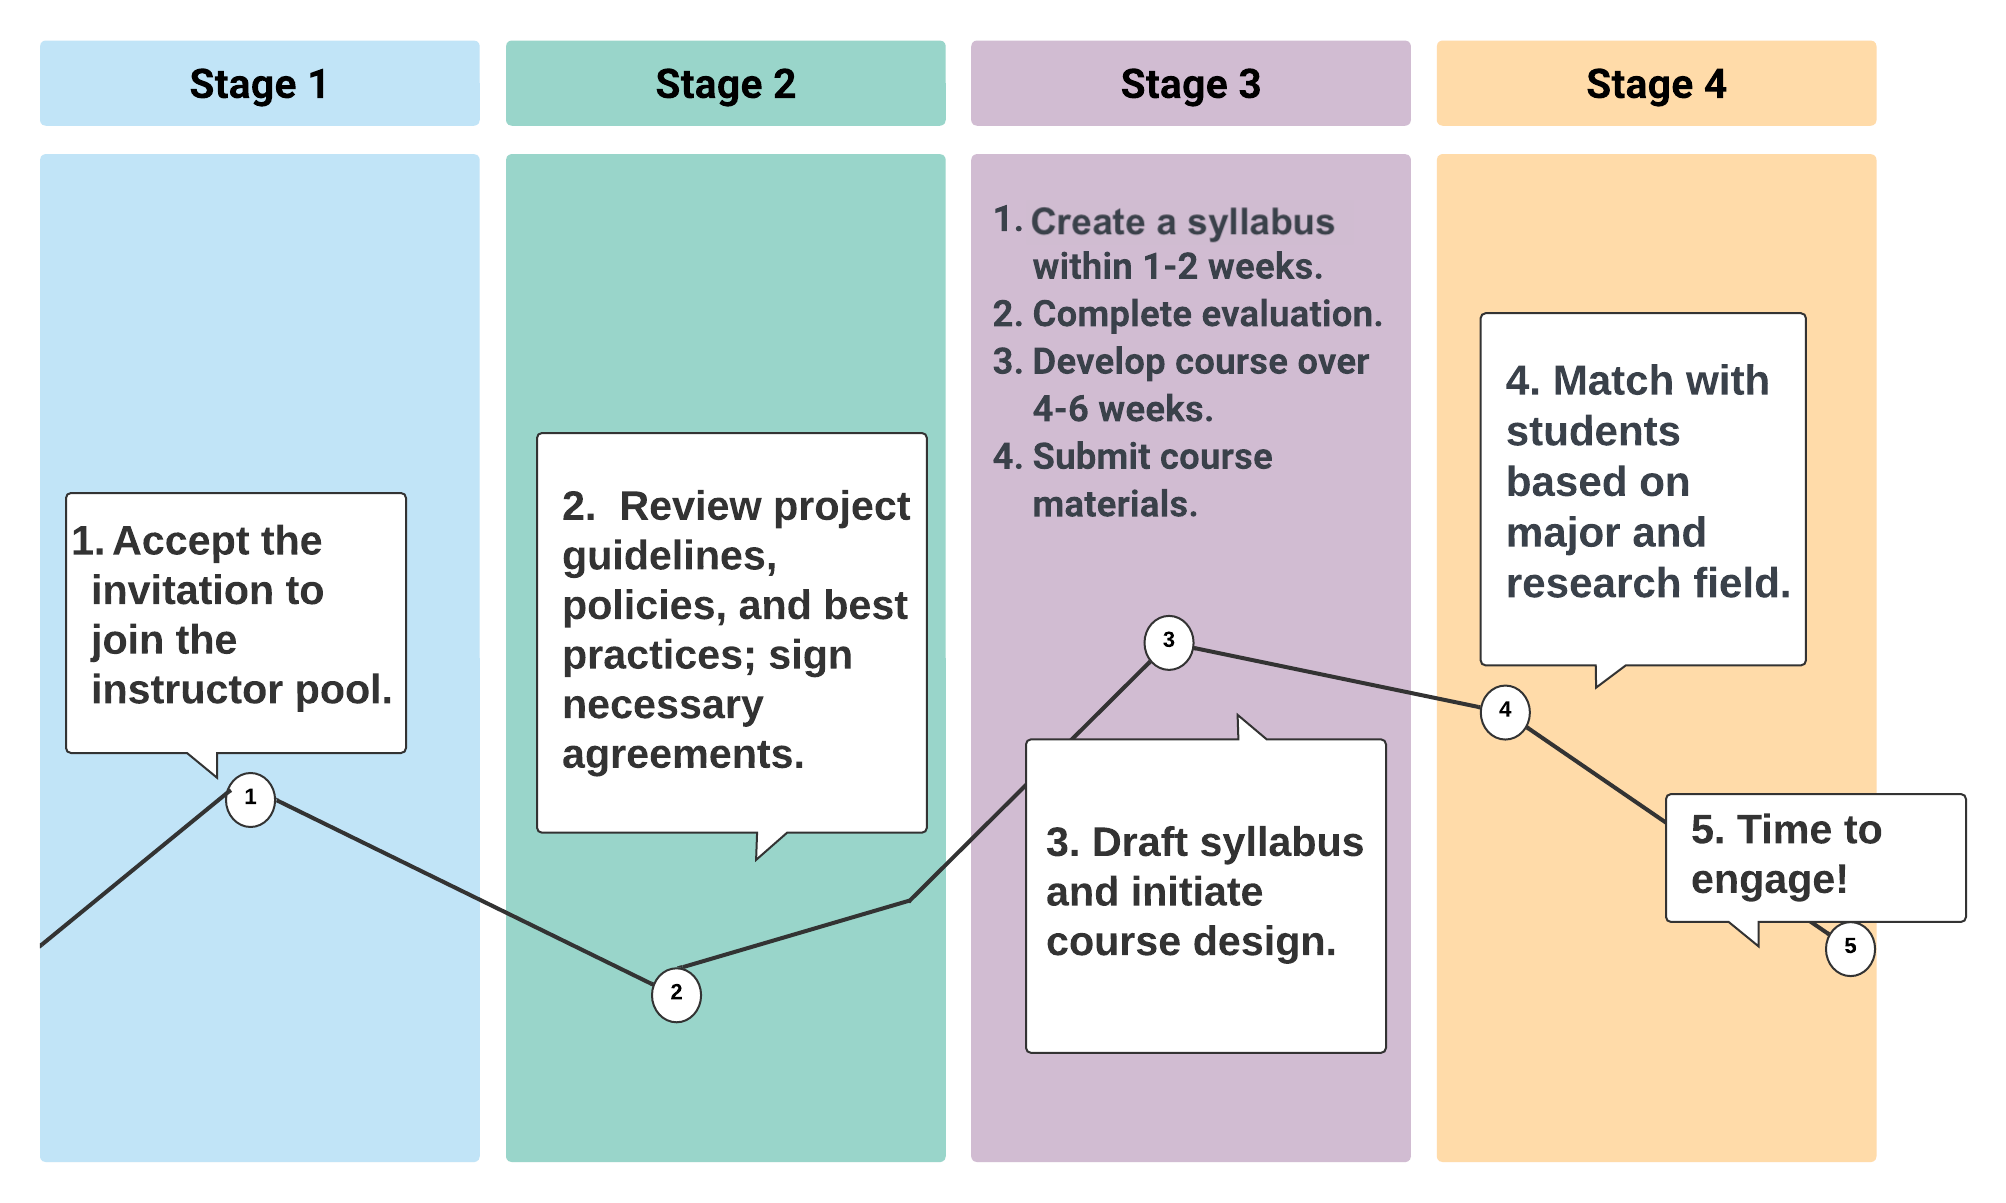 Stage 1
Stage 2
Stage 3
Stage 4
1. Accept the
invitation to
join the
instructor pool.
1
2. Review project
guidelines,
policies, and best
practices; sign
necessary
agreements.
2
1. Create a syllabus
within 1-2 weeks.
2. Complete evaluation.
3. Develop course over
4-6 weeks.
4. Submit course
materials.
3
3. Draft syllabus
and initiate
course design.
4. Match with
students
based on
major and
research field.
4
5. Time to
engage!
5